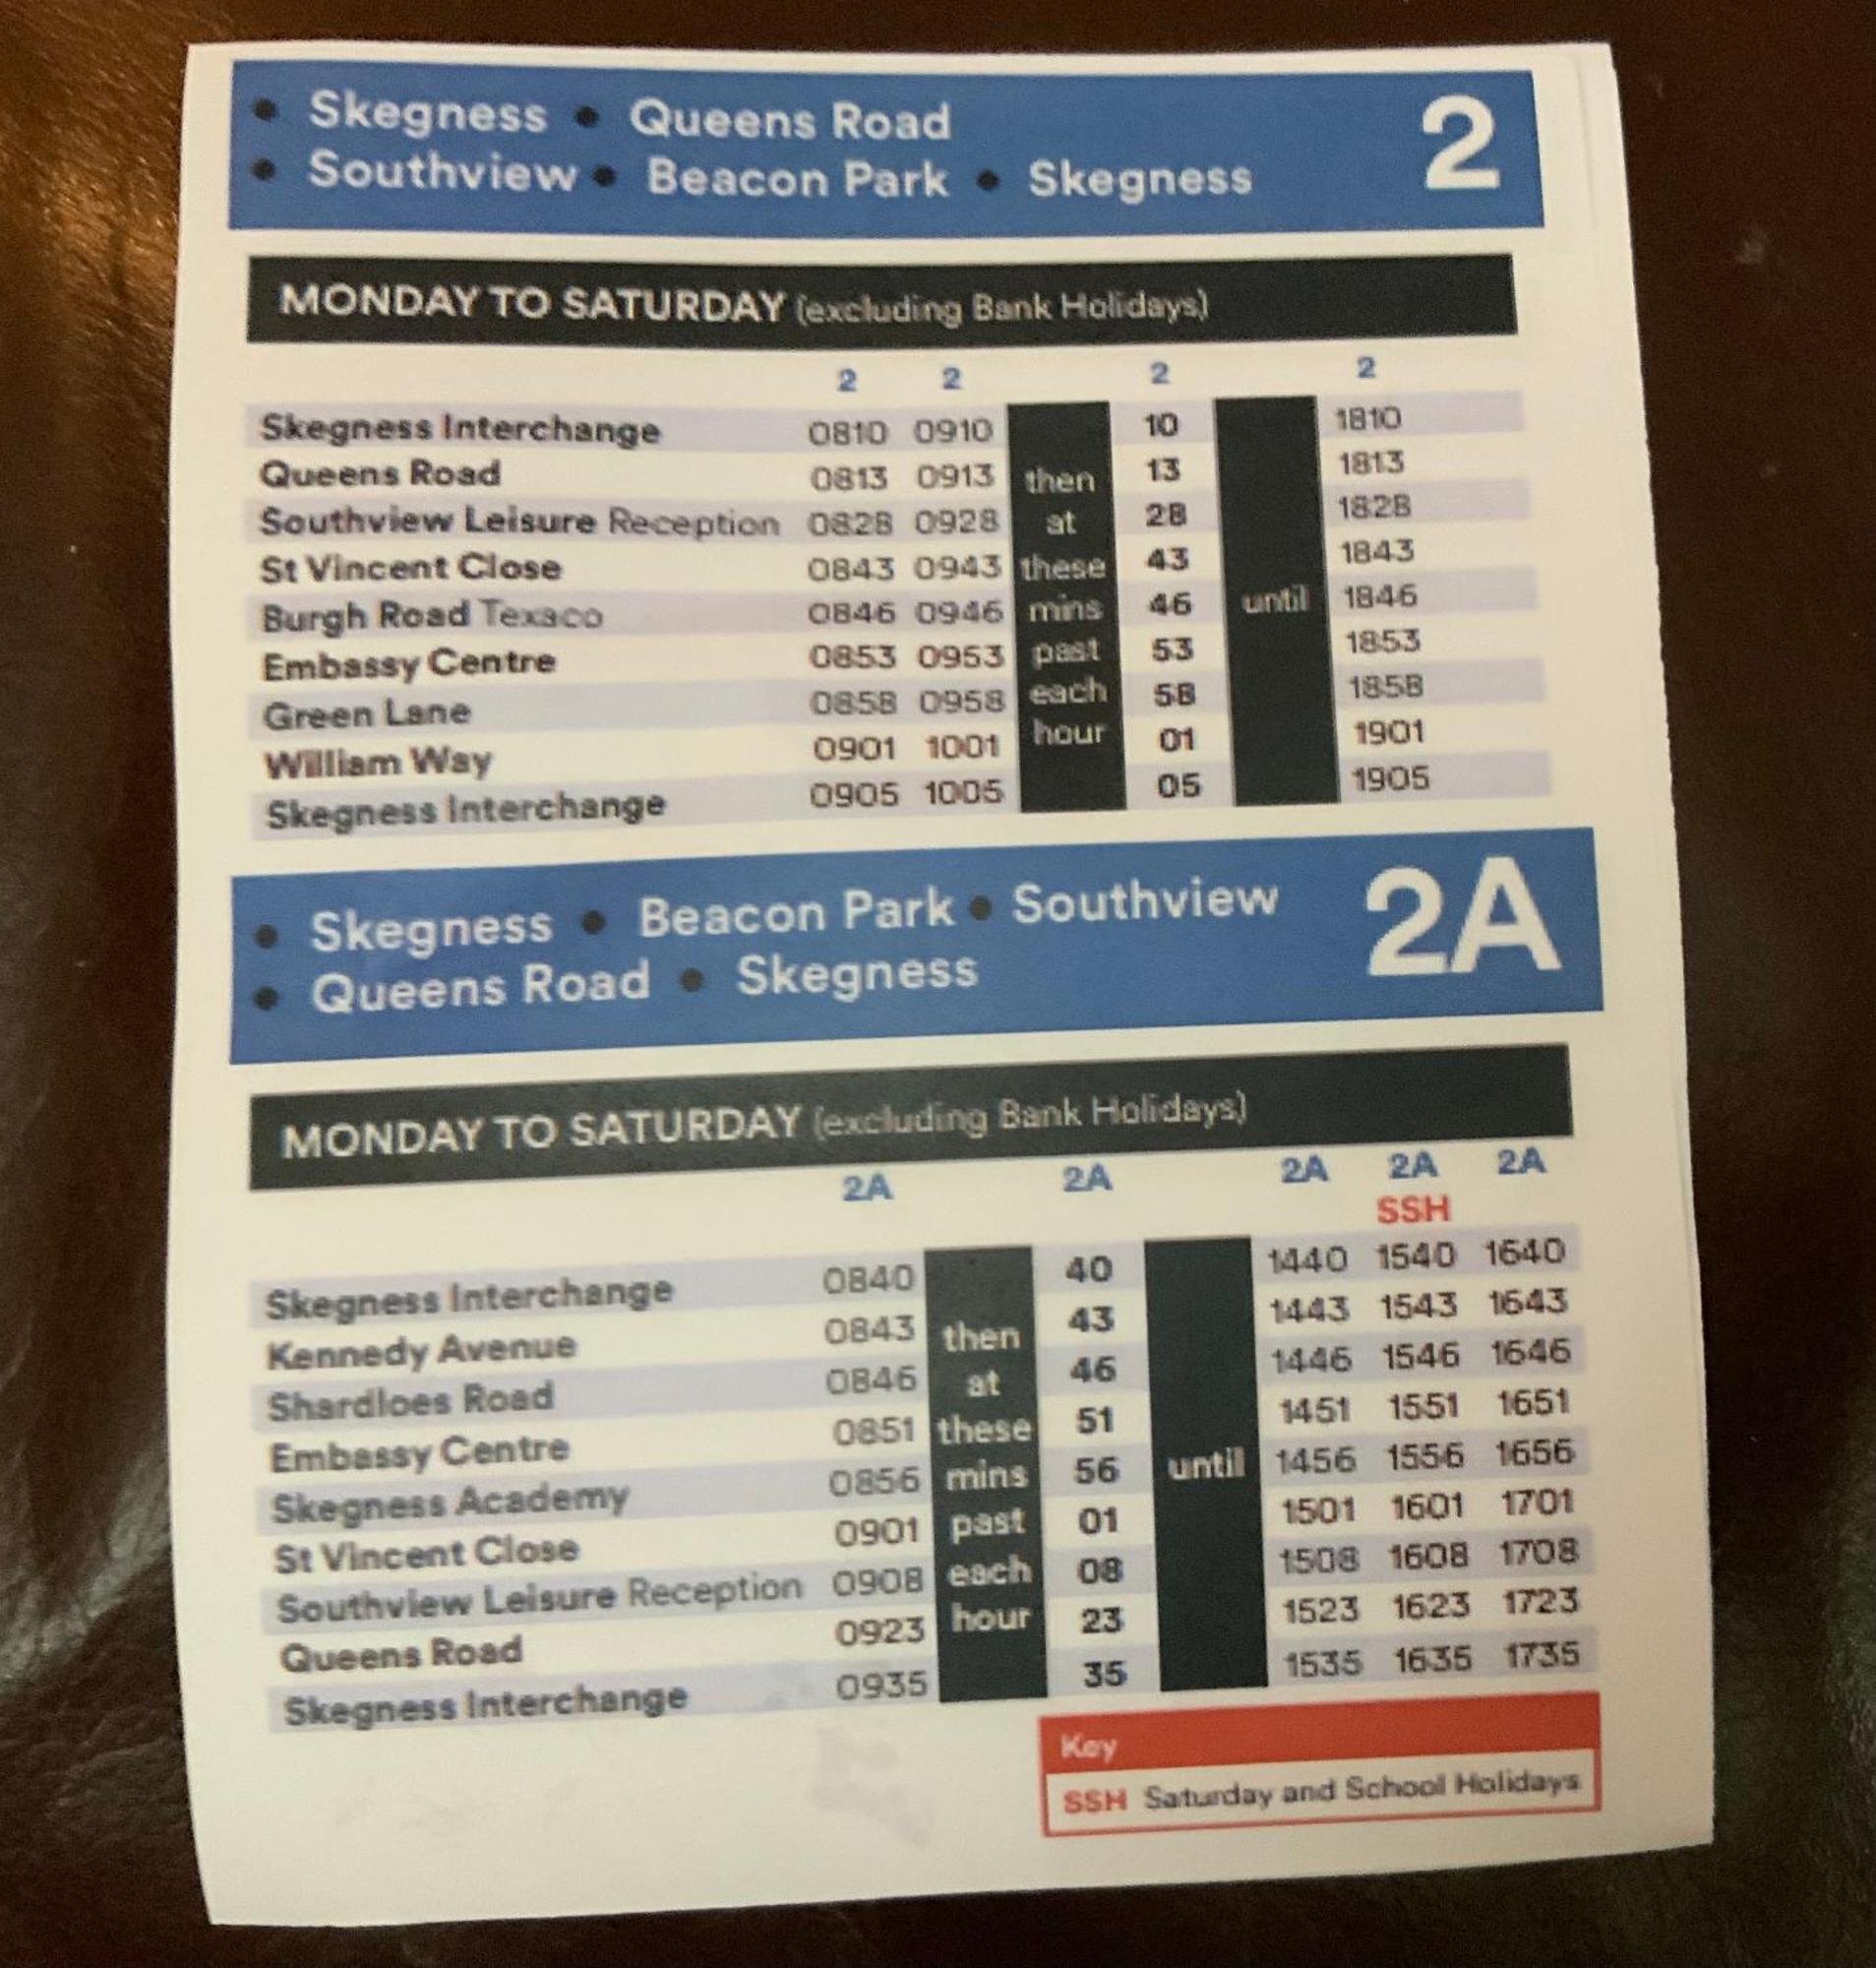 • Skegness • Queens Road
• Southview • Beacon Park • Skegness
2
MONDAY TO SATURDAY (excluding Bank Holidays)
2 2 2 2
Skegness Interchange 0810 0910 10 1810
Queens Road 0813 0913 then 13 1813
Southview Leisure Reception 0828 0928 at 28 1828
St Vincent Close 0843 0943 these 43 1843
Burgh Road Texaco 0846 0946 mins 46 until 1846
Embassy Centre 0853 0953 past 53 1853
Green Lane 0858 0958 each 58 1858
William Way 0901 1001 hour 01 1901
Skegness Interchange 0905 1005 05 1905
• Skegness • Beacon Park • Southview
• Queens Road • Skegness
2A
MONDAY TO SATURDAY (excluding Bank Holidays)
2A 2A 2A 2A 2A
SSH
Skegness Interchange 0840 40 1440 1540 1640
Kennedy Avenue 0843 then 43 1443 1543 1643
Shardloes Road 0846 at 46 1446 1546 1646
Embassy Centre 0851 these 51 1451 1551 1651
Skegness Academy 0856 mins 56 until 1456 1556 1656
St Vincent Close 0901 past 01 1501 1601 1701
Southview Leisure Reception 0908 each 08 1508 1608 1708
Queens Road 0923 hour 23 1523 1623 1723
Skegness Interchange 0935 35 1535 1635 1735
Key
SSH Saturday and School Holidays